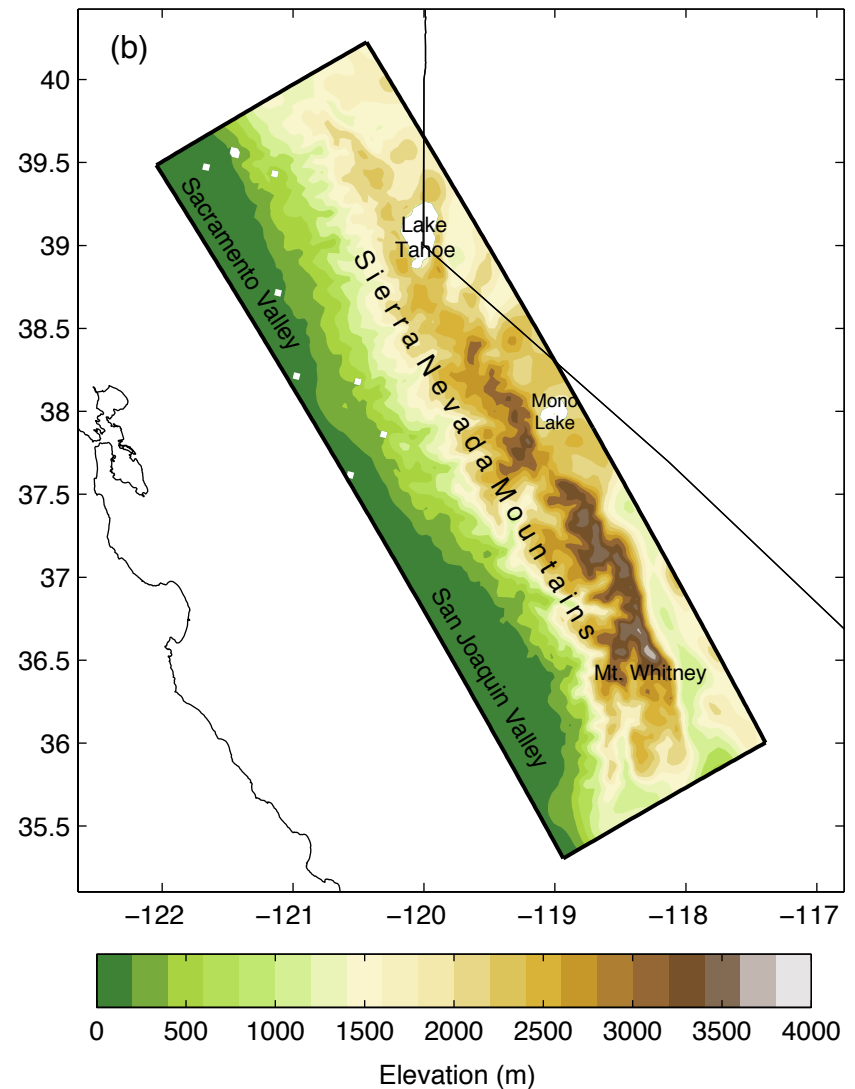 (b)
40
39.5
39
38.5
38
37.5
37
36.5
36
35.5
Sacramento Valley
Lake
Tahoe
Sierra Nevada Mountains
Mono
Lake
San Joaquin Valley
Mt. Whitney
−122
−121
−120
−119
−118
−117
0
500
1000
1500
2000
2500
3000
3500
4000
Elevation (m)